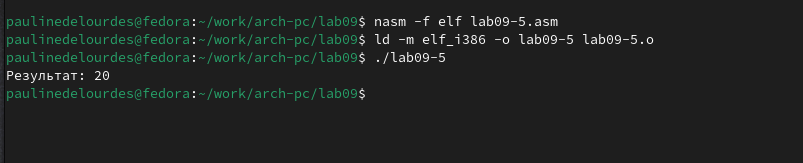 paulinedelourdes@fedora:~/work/arch-pc/lab09$ nasm -f elf lab09-5.asm
paulinedelourdes@fedora:~/work/arch-pc/lab09$ ld -m elf_i386 -o lab09-5 lab09-5.o
paulinedelourdes@fedora:~/work/arch-pc/lab09$ ./lab09-5
Результат: 20
paulinedelourdes@fedora:~/work/arch-pc/lab09$